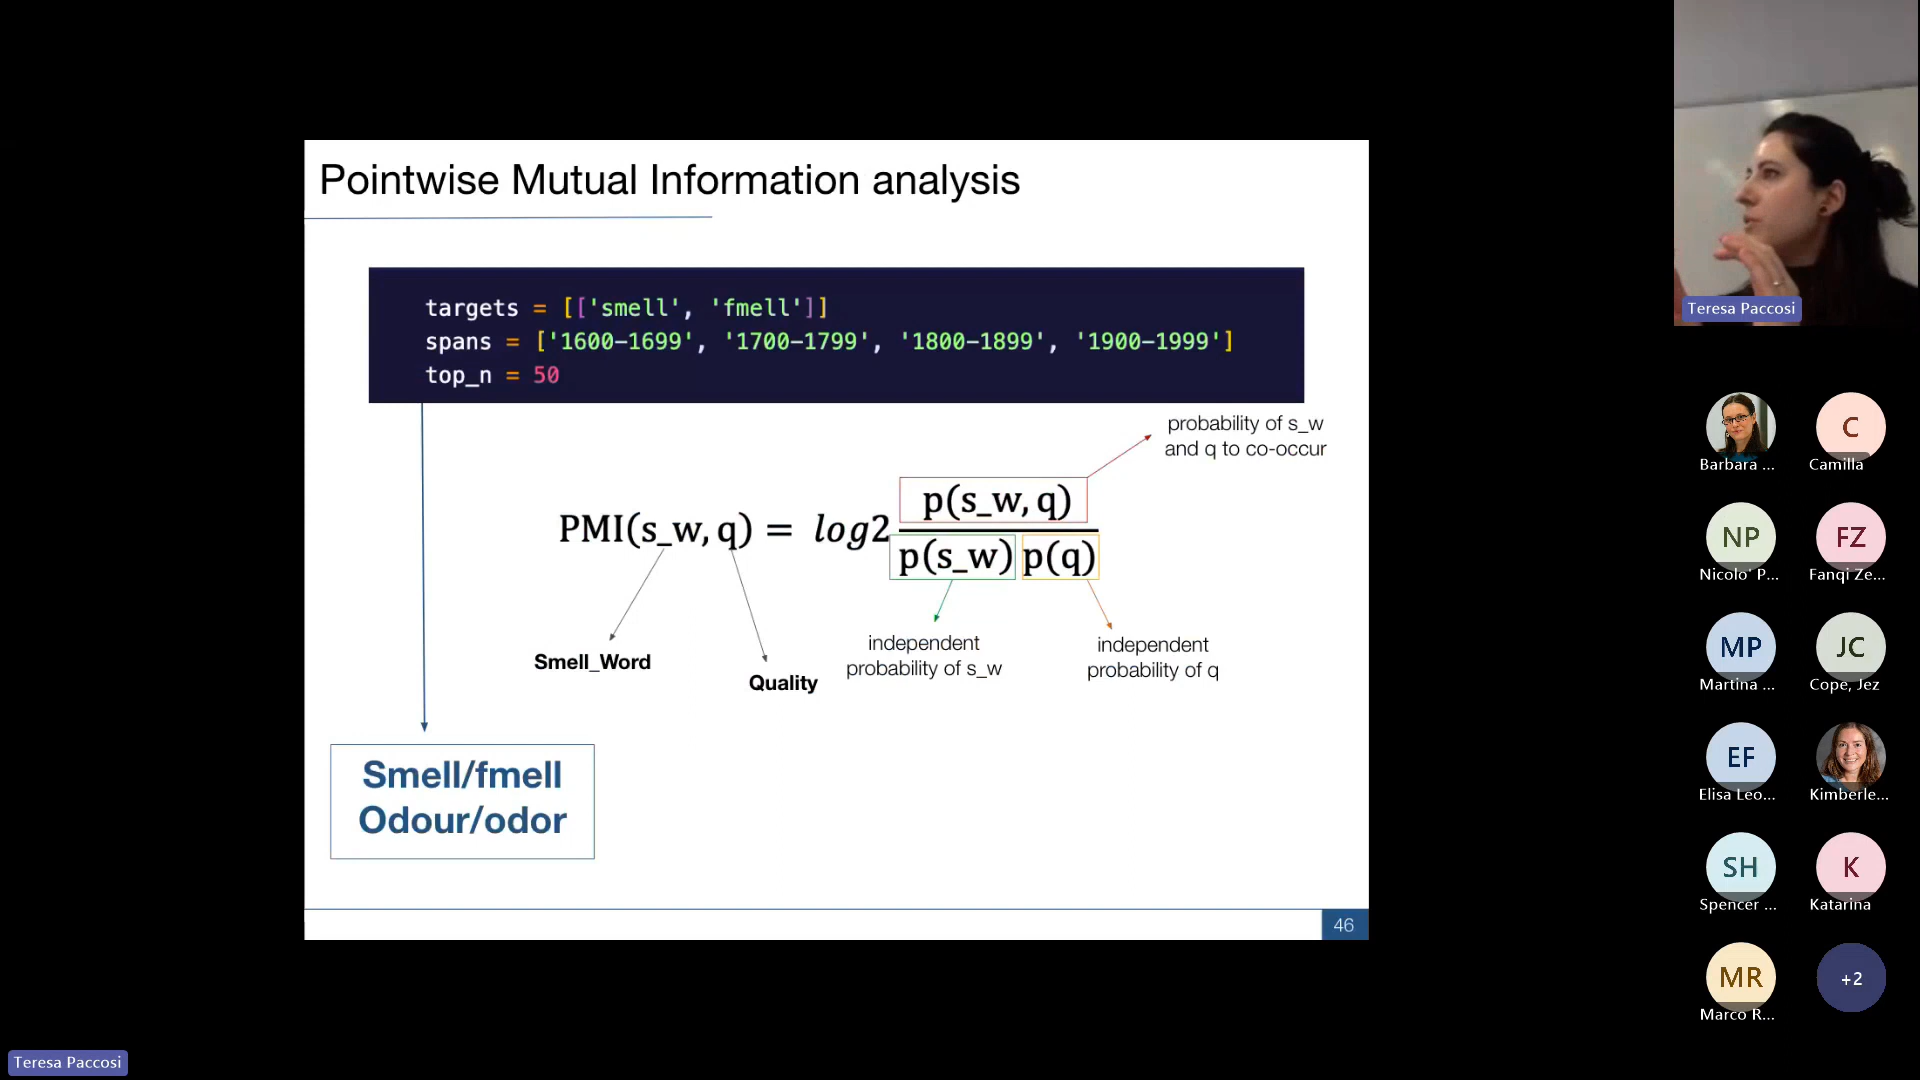 Pointwise Mutual Information analysis
targets = [['smell', 'fmell']]
spans = ['1600-1699', '1700-1799', '1800-1899', '1900-1999']
top_n = 50
probability of s_w
and q to co-occur
PMI(s_w, q) = log2 p(s_w, q)
p(s_w) p(q)
Smell_Word
Quality
independent
probability of s_w
independent
probability of q
Smell/fmell
Odour/odor
46
Teresa Paccosi
Barbara ...
C
Camilla
NP
Nicolo' P...
FZ
Fanqi Ze...
MP
Martina ...
JC
Cope, Jez
EF
Elisa Leo...
Kimberle...
SH
Spencer ...
K
Katarina
MR
Marco R...
+2
Teresa Paccosi